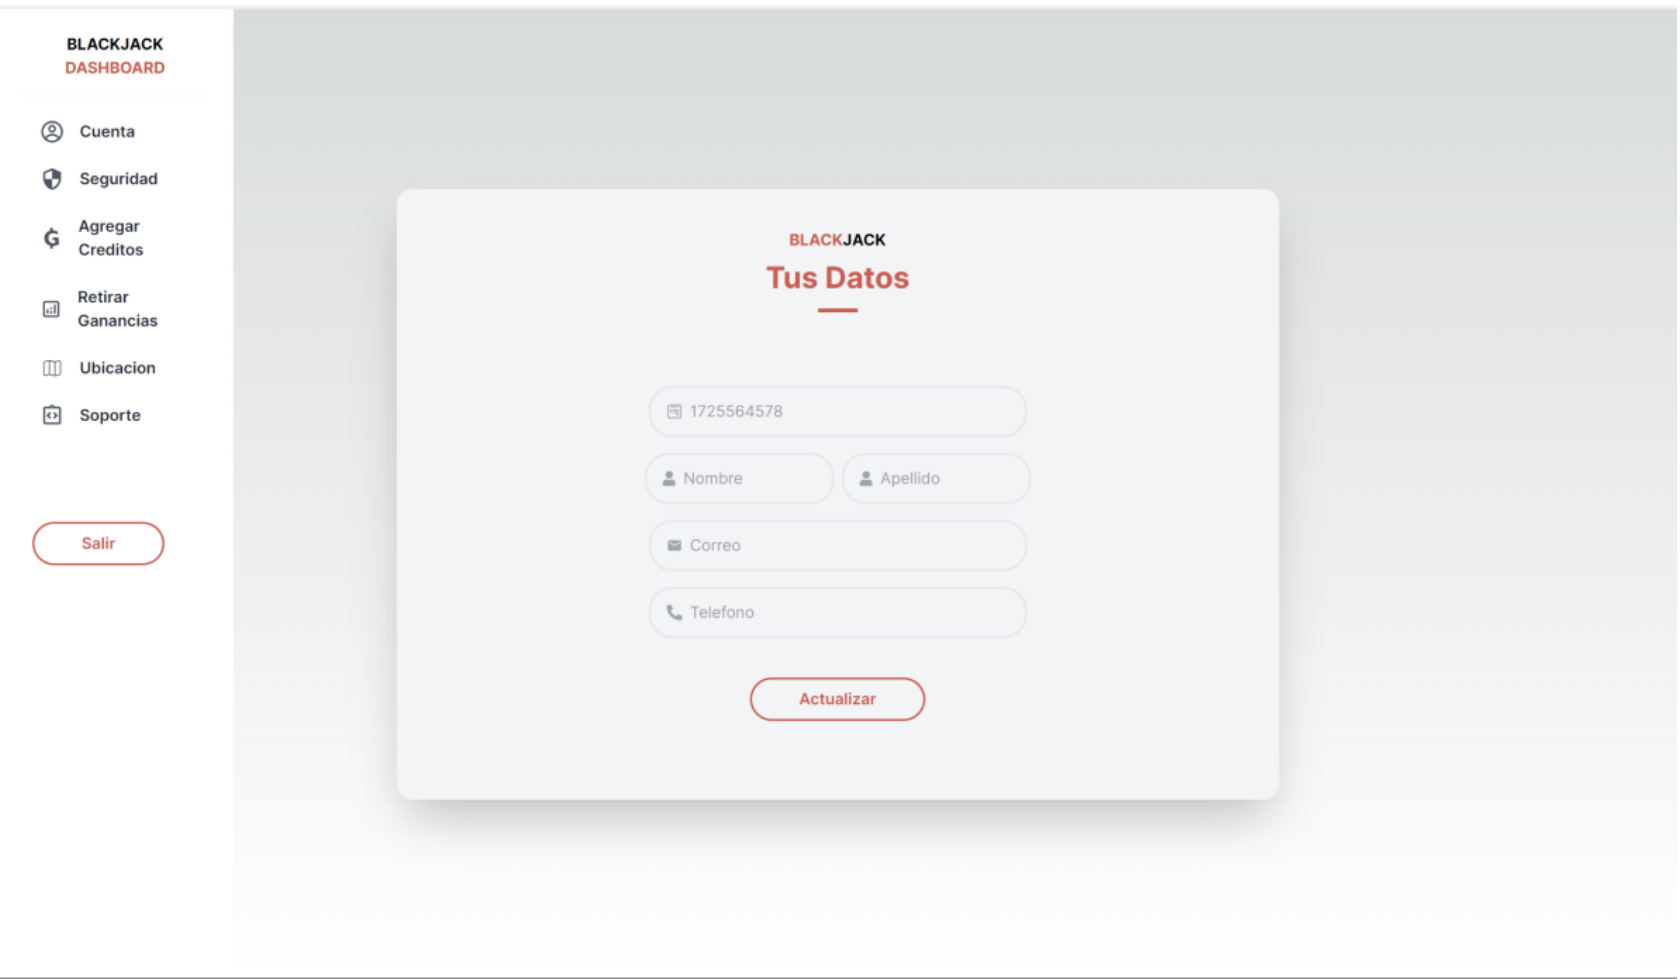 BLACKJACK
DASHBOARD
Cuenta
Seguridad
Agregar
Creditos
Retirar
Ganancias
Ubicacion
Soporte
Salir
BLACKJACK
Tus Datos
1725564578
Nombre
Apellido
Correo
Telefono
Actualizar